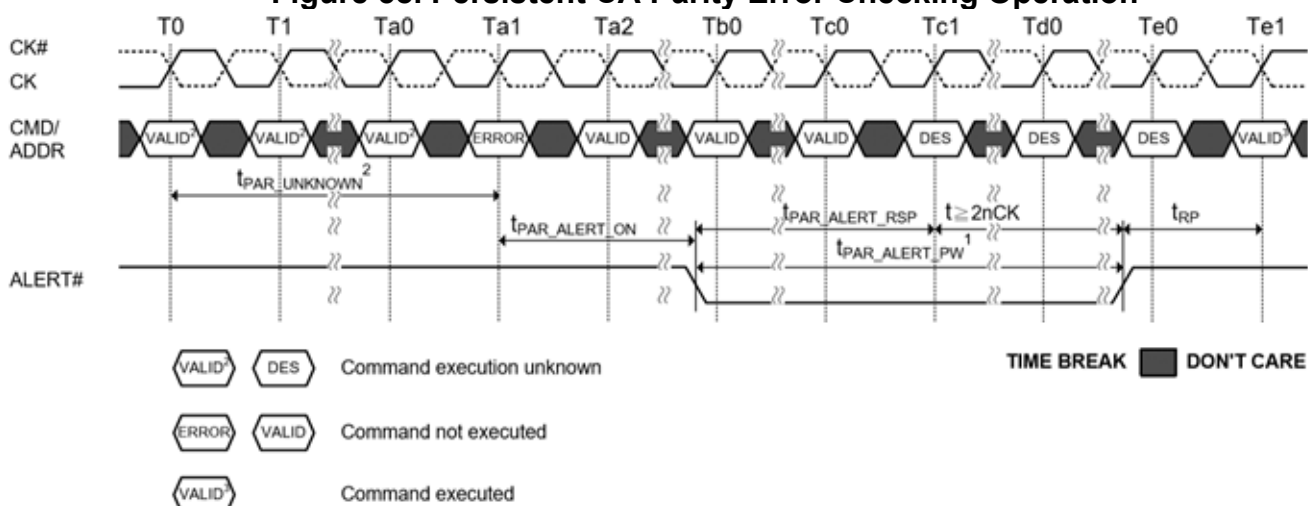 Figure 33. Persistent CA Parity Error Checking Operation
T0 T1 Ta0 Ta1 Ta2 Tb0 Tc0 Tc1 Td0 Te0 Te1
CK#
CK
CMD/
ADDR
VALID² VALID² VALID² ERROR VALID VALID VALID DES DES DES VALID³
tPAR_UNKNOWN²
tPAR_ALERT_ON tPAR_ALERT_RSP t≧2nCK tRP
tPAR_ALERT_PW¹
ALERT#
VALID² DES Command execution unknown
TIME BREAK DON'T CARE
ERROR VALID Command not executed
VALID³ Command executed